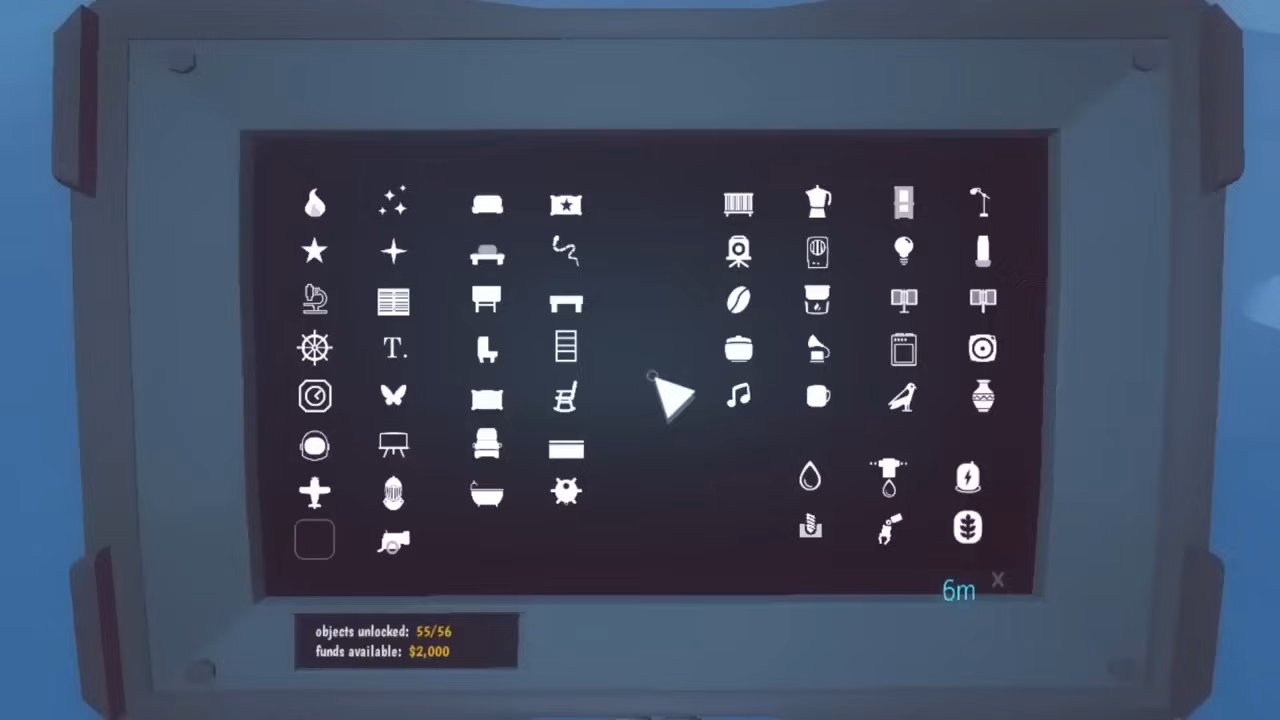 T.
6m X
objects unlocked: 55/56
funds available: $2,000